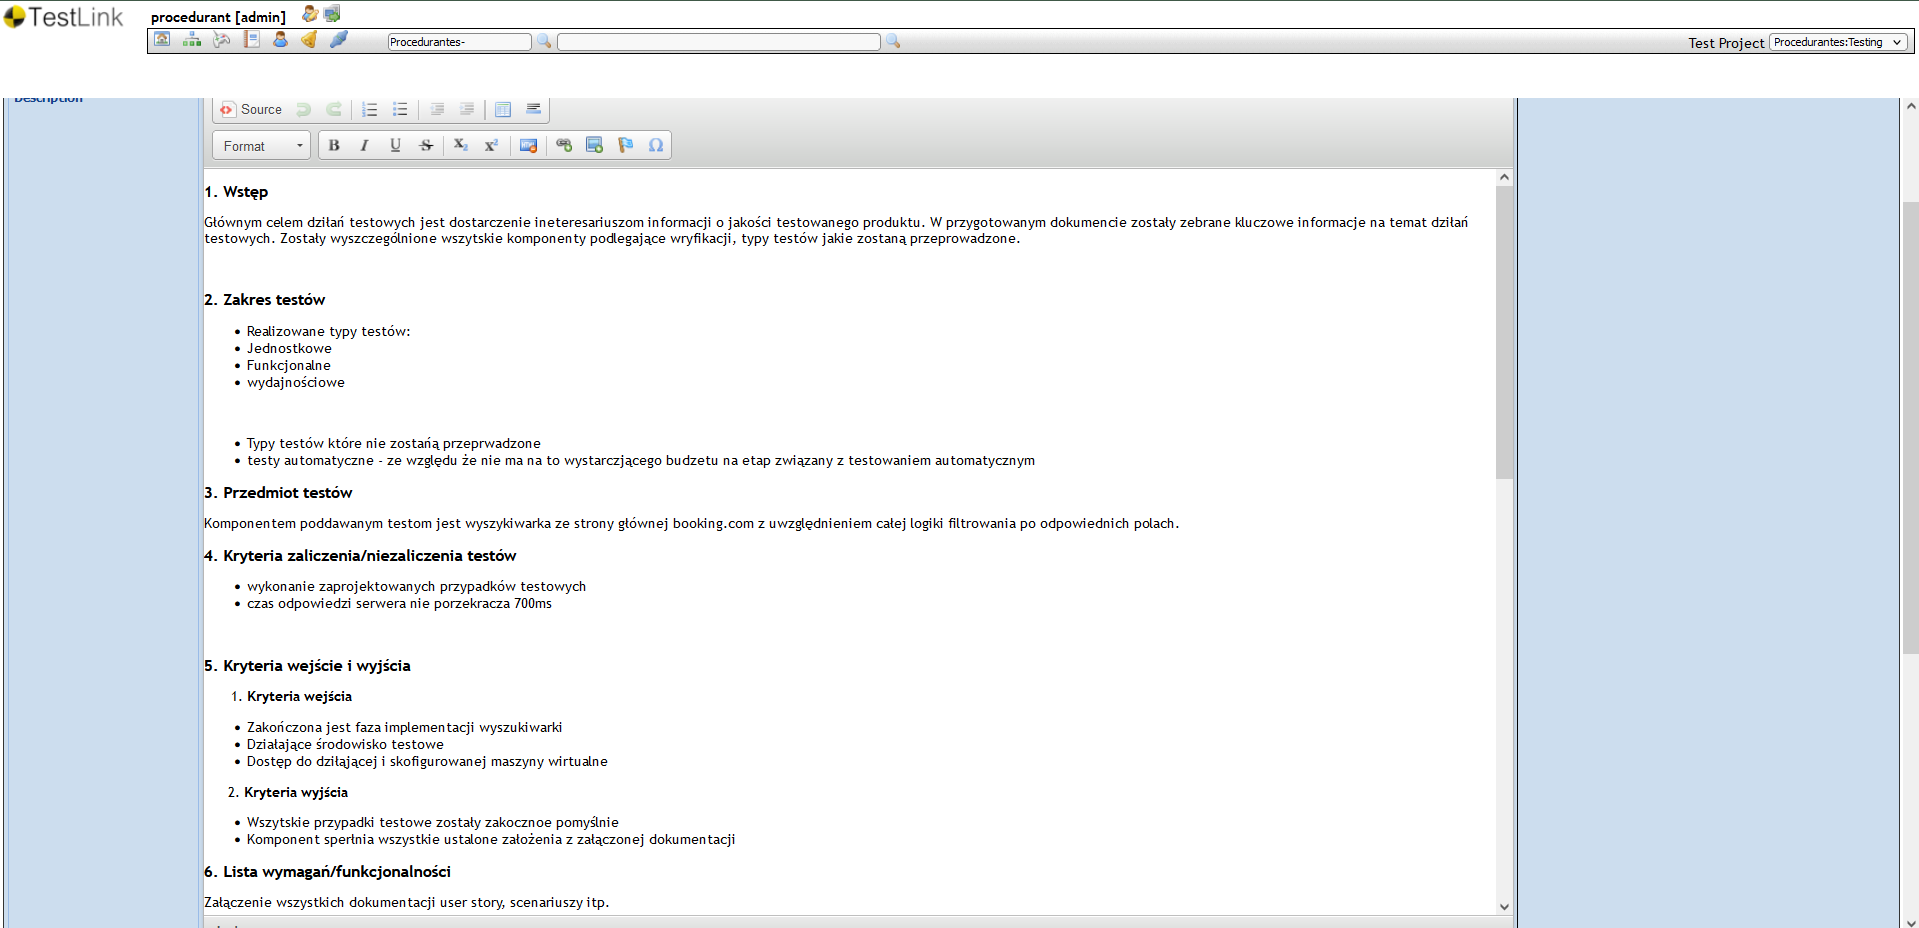 TestLink
procedurant [admin]
Procedurantes-
Test Project Procedurantes:Testing
Description
Source
Format
B I U S X₂ X²
1. Wstęp
Głównym celem dziłań testowych jest dostarczenie ineteresariuszom informacji o jakości testowanego produktu. W przygotowanym dokumencie zostały zebrane kluczowe informacje na temat dziłań
testowych. Zostały wyszczególnione wszytskie komponenty podlegające wryfikacji, typy testów jakie zostaną przeprowadzone.
2. Zakres testów
• Realizowane typy testów:
• Jednostkowe
• Funkcjonalne
• wydajnościowe
• Typy testów które nie zostańą przeprwadzone
• testy automatyczne - ze względu że nie ma na to wystarczjącego budzetu na etap związany z testowaniem automatycznym
3. Przedmiot testów
Komponentem poddawanym testom jest wyszykiwarka ze strony głównej booking.com z uwzględnieniem całej logiki filtrowania po odpowiednich polach.
4. Kryteria zaliczenia/niezaliczenia testów
• wykonanie zaprojektowanych przypadków testowych
• czas odpowiedzi serwera nie porzekracza 700ms
5. Kryteria wejście i wyjścia
1. Kryteria wejścia
• Zakończona jest faza implementacji wyszukiwarki
• Działające środowisko testowe
• Dostęp do dziłąjącej i skofigurowanej maszyny wirtualne
2. Kryteria wyjścia
• Wszytskie przypadki testowe zostały zakocznoe pomyślnie
• Komponent sperłnia wszystkie ustalone założenia z załączonej dokumentacji
6. Lista wymagań/funkcjonalności
Załączenie wszystkich dokumentacji user story, scenariuszy itp.